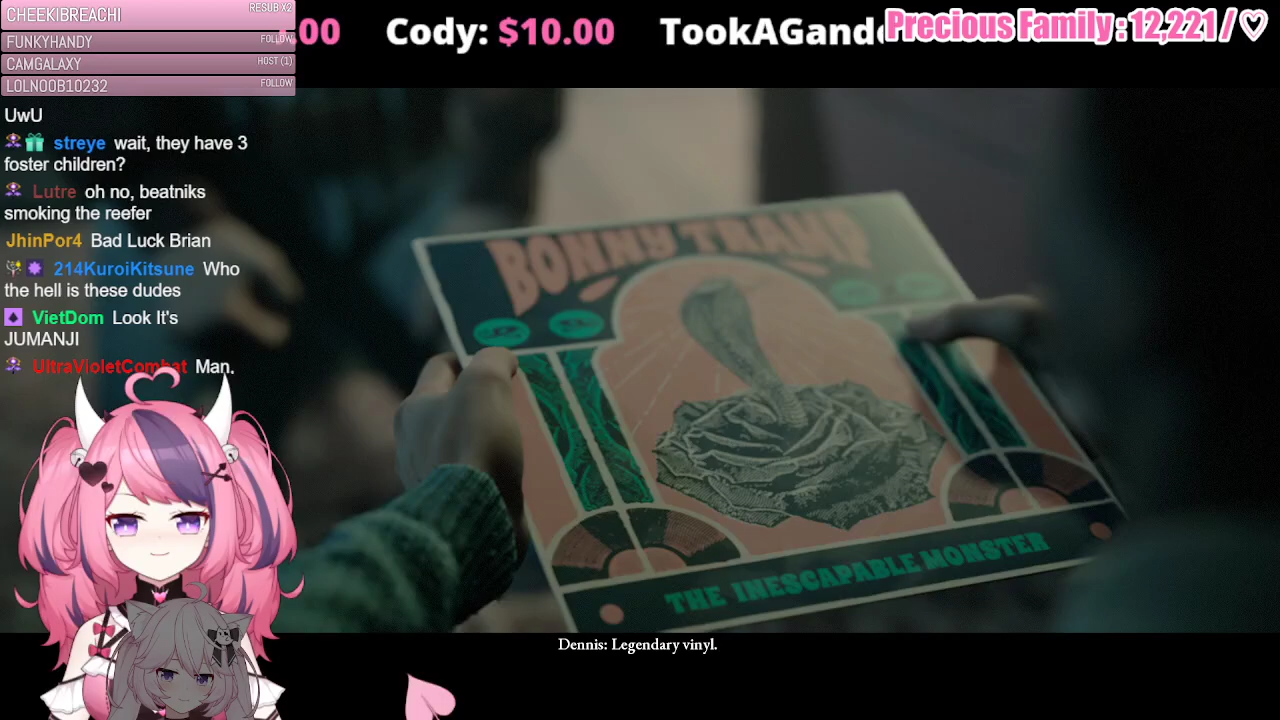 CHEEKIBREACHI RESUB X2
.00 Cody: $10.00 TookAGand
Precious Family : 12,221 / ♡
FUNKYHANDY FOLLOW
CAMGALAXY HOST (1)
LOLNOOB10232 FOLLOW
UwU
streye wait, they have 3
foster children?
Lutre oh no, beatniks
smoking the reefer
JhinPor4 Bad Luck Brian
214KuroiKitsune Who
the hell is these dudes
VietDom Look It's
JUMANJI
UltraVioletCombat Man.
BONNY TRAMP
THE INESCAPABLE MONSTER
Dennis: Legendary vinyl.